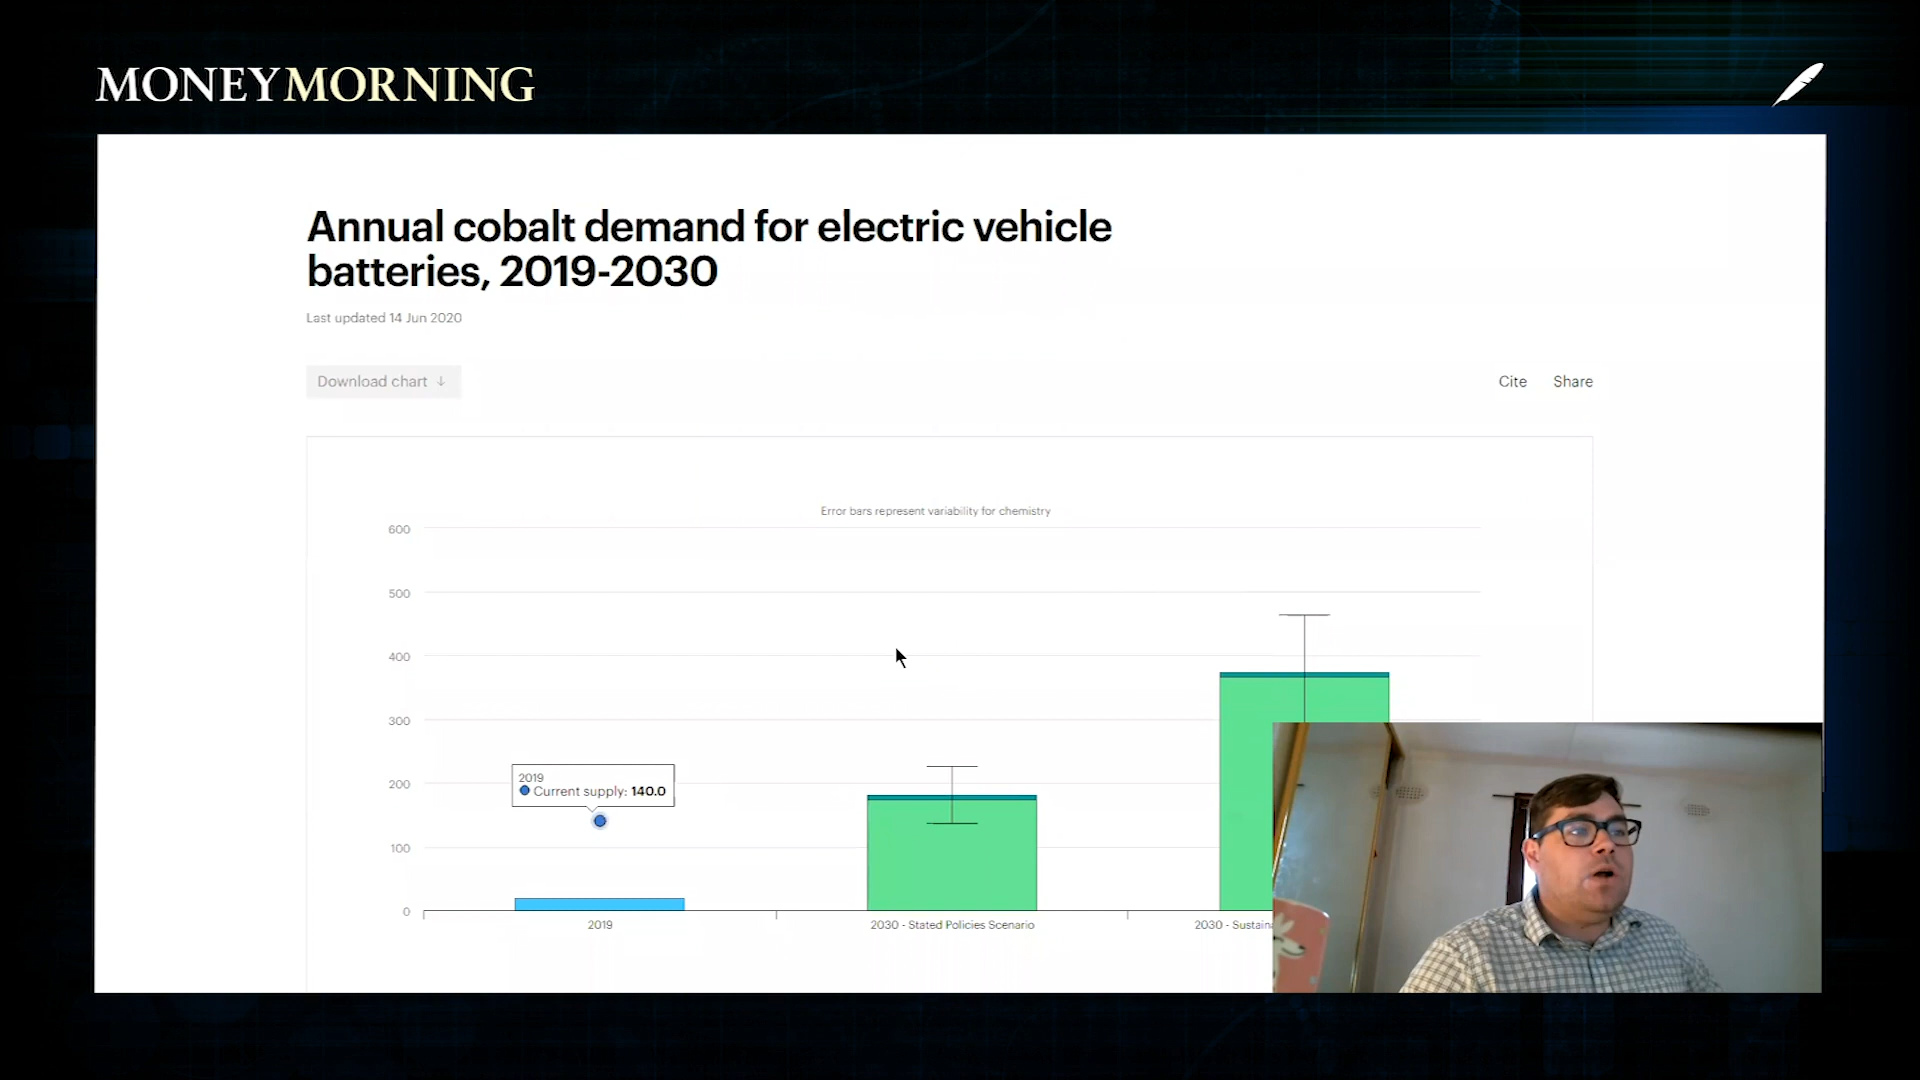 MONEYMORNING
Annual cobalt demand for electric vehicle
batteries, 2019-2030
Last updated 14 Jun 2020
Download chart ↓
Cite Share
Error bars represent variability for chemistry
600
500
400
300
200
100
0
2019
Current supply: 140.0
2019
2030 - Stated Policies Scenario
2030 - Sustain